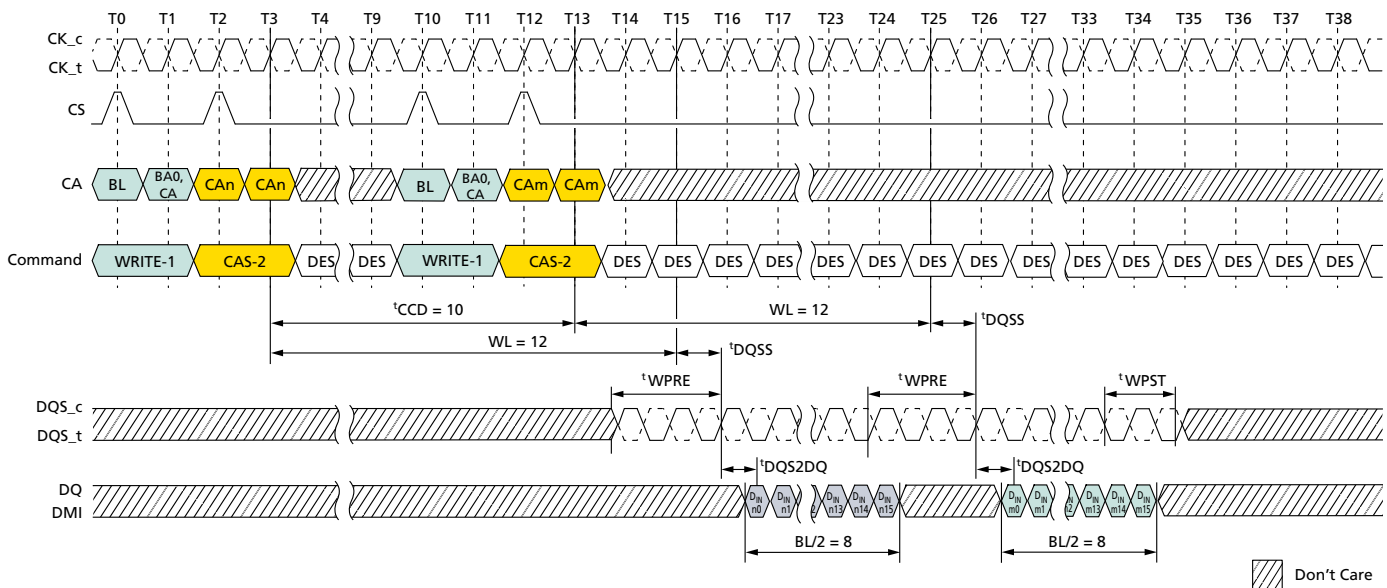 T0 T1 T2 T3 T4 T9 T10 T11 T12 T13 T14 T15 T16 T17 T23 T24 T25 T26 T27 T33 T34 T35 T36 T37 T38
CK_c
CK_t
CS
CA BL BA0, CA CAn CAn BL BA0, CA CAm CAm
Command WRITE-1 CAS-2 DES DES WRITE-1 CAS-2 DES DES DES DES DES DES DES DES DES DES DES DES DES DES DES
tCCD = 10 WL = 12 tDQSS
WL = 12 tDQSS
tWPRE tWPRE tWPST
DQS_c
DQS_t
tDQS2DQ tDQS2DQ
DQ
DMI
DIN n0 DIN n1 DIN n13 DIN n14 DIN n15 DIN m0 DIN m1 DIN m13 DIN m14 DIN m15
BL/2 = 8 BL/2 = 8
Don't Care